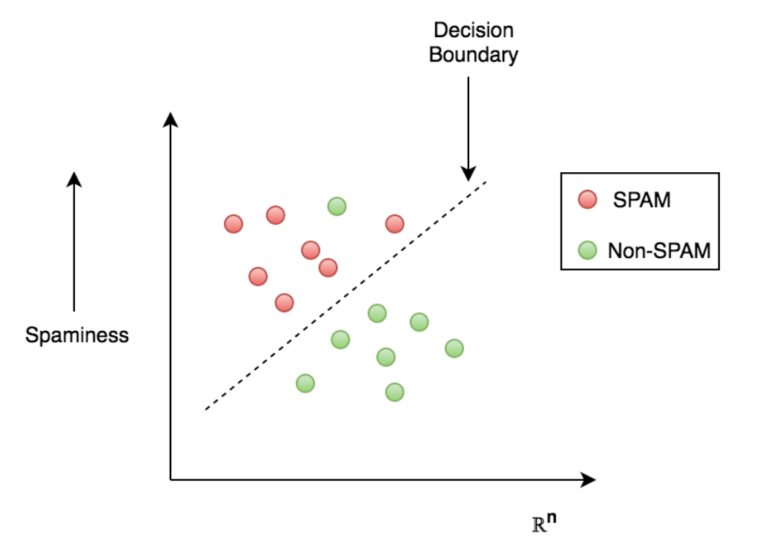 Decision
Boundary
SPAM
Non-SPAM
Spaminess
ℝⁿ